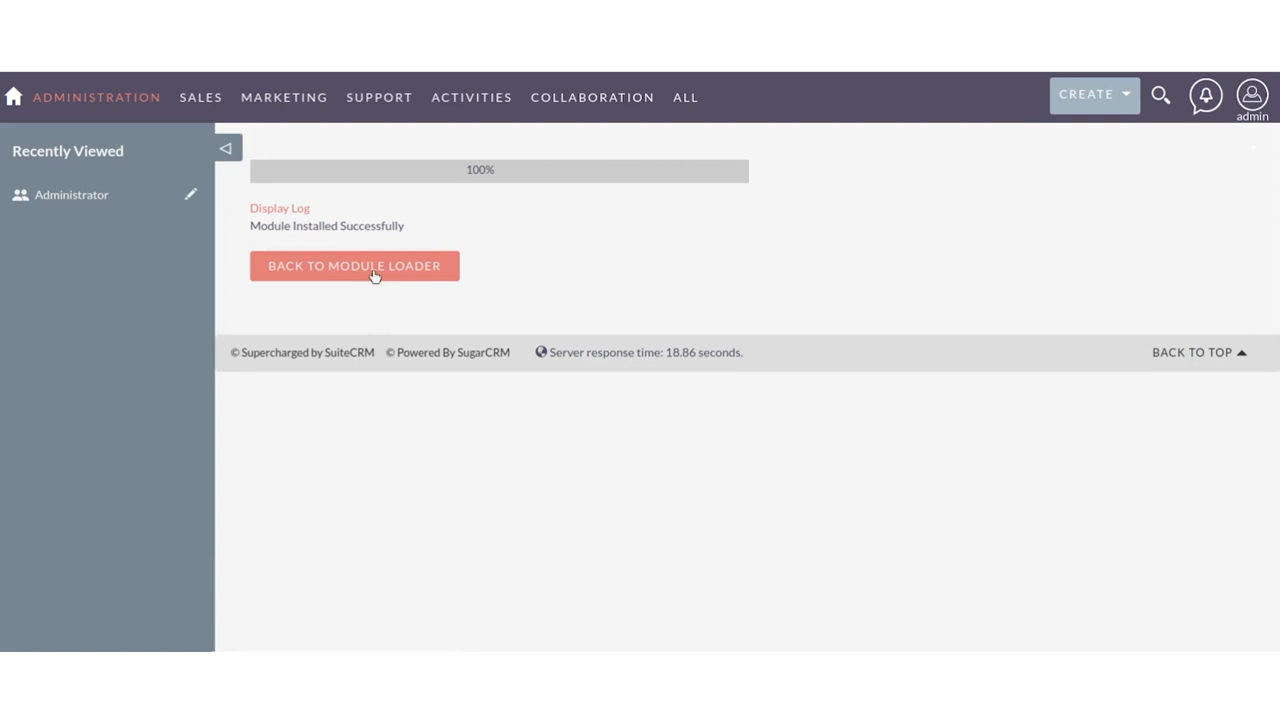 ADMINISTRATION SALES MARKETING SUPPORT ACTIVITIES COLLABORATION ALL CREATE
admin
Recently Viewed
Administrator
100%
Display Log
Module Installed Successfully
BACK TO MODULE LOADER
© Supercharged by SuiteCRM © Powered By SugarCRM Server response time: 18.86 seconds. BACK TO TOP